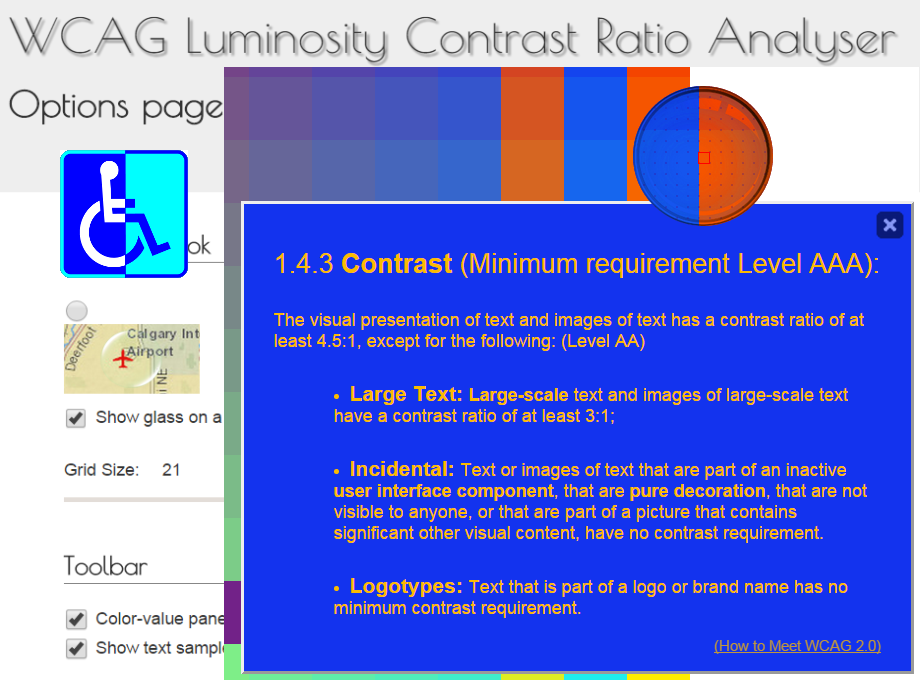 WCAG Luminosity Contrast Ratio Analyser
Options page
ok
Calgary Int
Airport
Deerfoot
ni NE
Show glass on a
Grid Size: 21
Toolbar
Color-value pane
Show text sampl
1.4.3 Contrast (Minimum requirement Level AAA):
The visual presentation of text and images of text has a contrast ratio of at
least 4.5:1, except for the following: (Level AA)
• Large Text: Large-scale text and images of large-scale text
have a contrast ratio of at least 3:1;
• Incidental: Text or images of text that are part of an inactive
user interface component, that are pure decoration, that are not
visible to anyone, or that are part of a picture that contains
significant other visual content, have no contrast requirement.
• Logotypes: Text that is part of a logo or brand name has no
minimum contrast requirement.
(How to Meet WCAG 2.0)